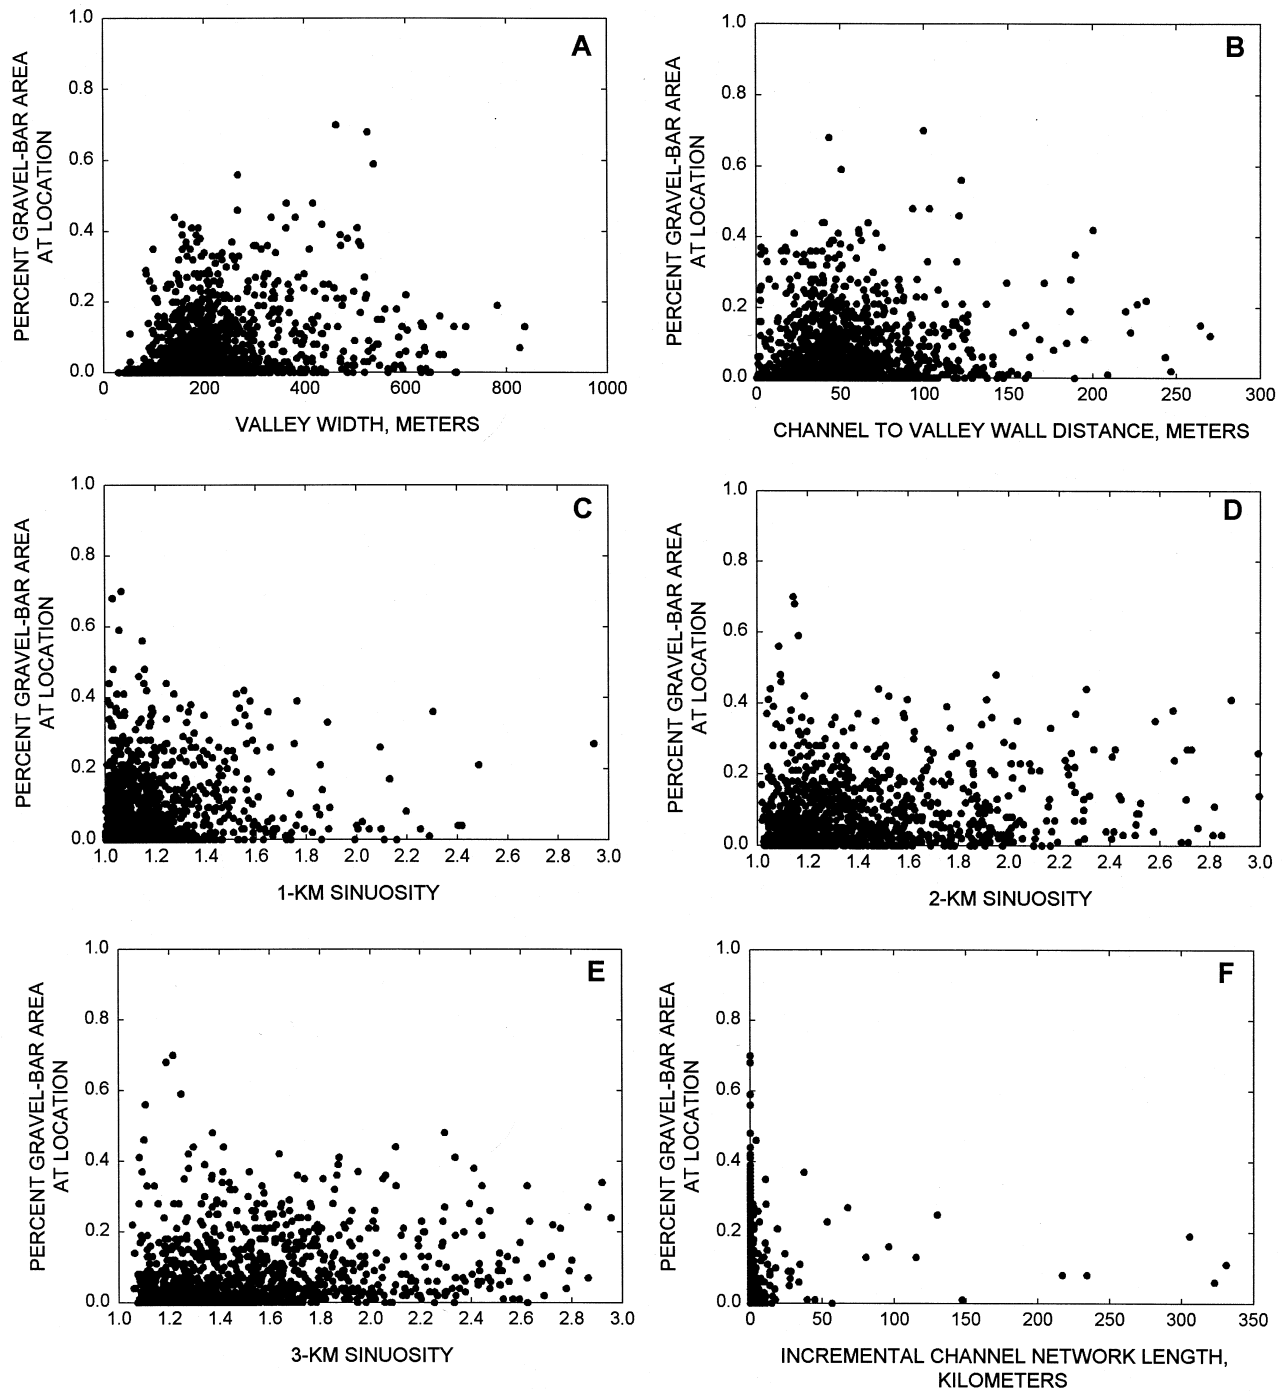 A
PERCENT GRAVEL-BAR AREA
AT LOCATION
1.0
0.8
0.6
0.4
0.2
0.0
0 200 400 600 800 1000
VALLEY WIDTH, METERS
B
PERCENT GRAVEL-BAR AREA
AT LOCATION
1.0
0.8
0.6
0.4
0.2
0.0
0 50 100 150 200 250 300
CHANNEL TO VALLEY WALL DISTANCE, METERS
C
PERCENT GRAVEL-BAR AREA
AT LOCATION
1.0
0.8
0.6
0.4
0.2
0.0
1.0 1.2 1.4 1.6 1.8 2.0 2.2 2.4 2.6 2.8 3.0
1-KM SINUOSITY
D
PERCENT GRAVEL-BAR AREA
AT LOCATION
1.0
0.8
0.6
0.4
0.2
0.0
1.0 1.2 1.4 1.6 1.8 2.0 2.2 2.4 2.6 2.8 3.0
2-KM SINUOSITY
E
PERCENT GRAVEL-BAR AREA
AT LOCATION
1.0
0.8
0.6
0.4
0.2
0.0
1.0 1.2 1.4 1.6 1.8 2.0 2.2 2.4 2.6 2.8 3.0
3-KM SINUOSITY
F
PERCENT GRAVEL-BAR AREA
AT LOCATION
1.0
0.8
0.6
0.4
0.2
0.0
0 50 100 150 200 250 300 350
INCREMENTAL CHANNEL NETWORK LENGTH,
KILOMETERS